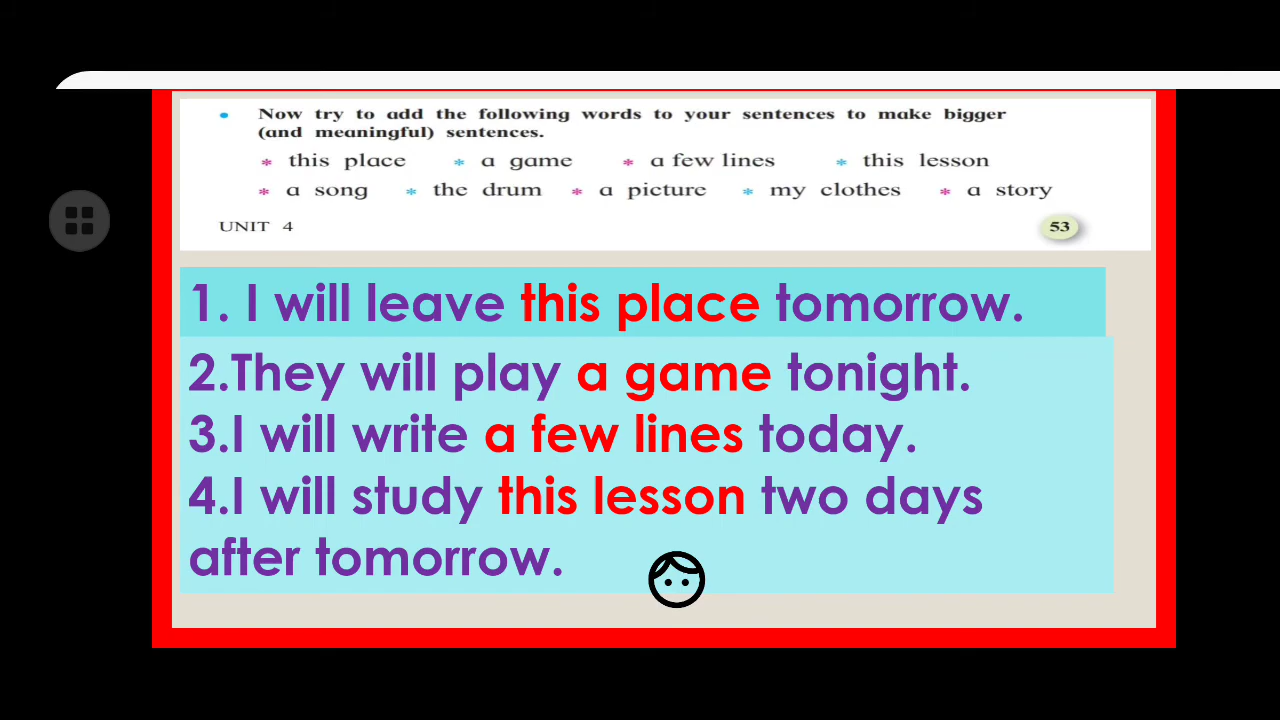 • Now try to add the following words to your sentences to make bigger
(and meaningful) sentences.
* this place * a game * a few lines * this lesson
* a song * the drum * a picture * my clothes * a story
UNIT 4 53
1. I will leave this place tomorrow.
2.They will play a game tonight.
3.I will write a few lines today.
4.I will study this lesson two days
after tomorrow.